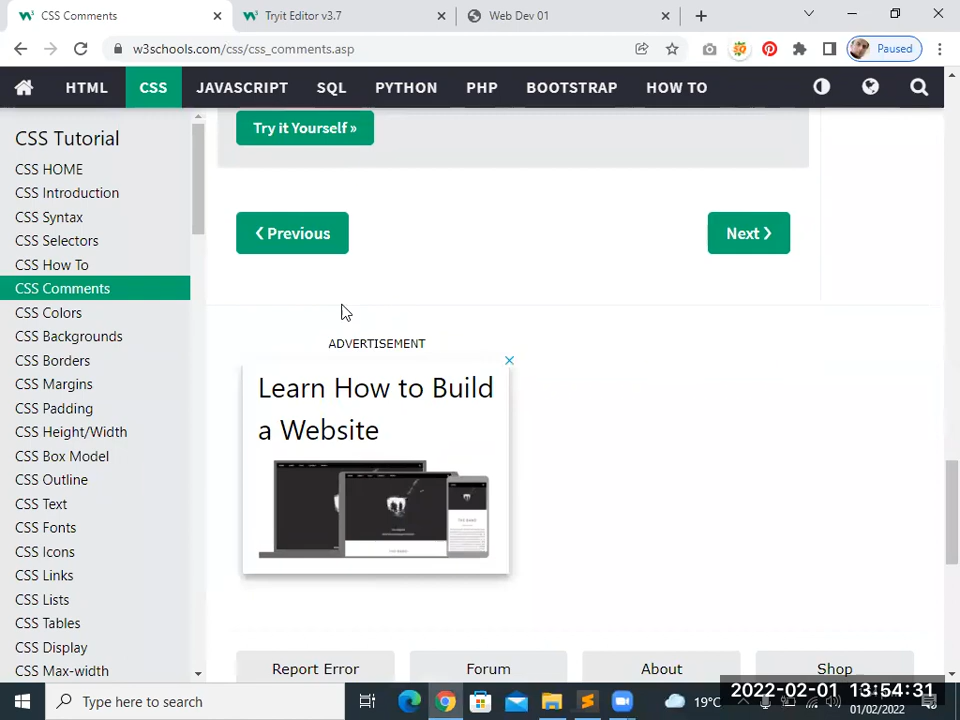 CSS Comments
Tryit Editor v3.7
Web Dev 01
w3schools.com/css/css_comments.asp
Paused
HTML
CSS
JAVASCRIPT
SQL
PYTHON
PHP
BOOTSTRAP
HOW TO
CSS Tutorial
CSS HOME
CSS Introduction
CSS Syntax
CSS Selectors
CSS How To
CSS Comments
CSS Colors
CSS Backgrounds
CSS Borders
CSS Margins
CSS Padding
CSS Height/Width
CSS Box Model
CSS Outline
CSS Text
CSS Fonts
CSS Icons
CSS Links
CSS Lists
CSS Tables
CSS Display
CSS Max-width
Try it Yourself »
❮ Previous
Next ❯
ADVERTISEMENT
Learn How to Build
a Website
Report Error
Forum
About
Shop
Type here to search
19°C
2022-02-01 13:54:31
01/02/2022